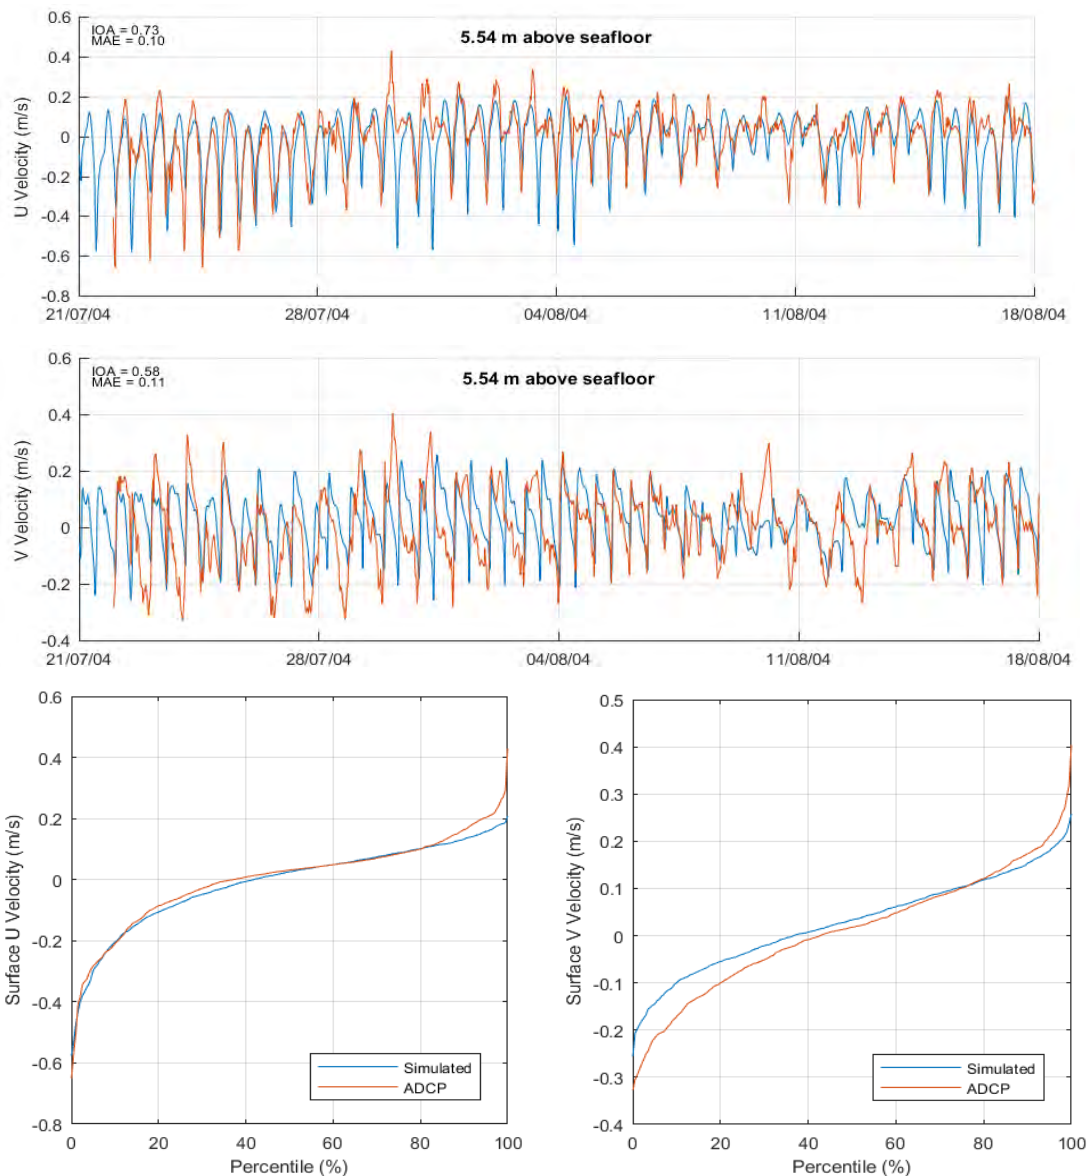 IOA = 0.73
MAE = 0.10
5.54 m above seafloor
U Velocity (m/s)
0.6
0.4
0.2
0
-0.2
-0.4
-0.6
-0.8
21/07/04 28/07/04 04/08/04 11/08/04 18/08/04
IOA = 0.58
MAE = 0.11
5.54 m above seafloor
V Velocity (m/s)
0.6
0.4
0.2
0
-0.2
-0.4
21/07/04 28/07/04 04/08/04 11/08/04 18/08/04
Surface U Velocity (m/s)
0.6
0.4
0.2
0
-0.2
-0.4
-0.6
-0.8
Simulated
ADCP
0 20 40 60 80 100
Percentile (%)
Surface V Velocity (m/s)
0.5
0.4
0.3
0.2
0.1
0
-0.1
-0.2
-0.3
-0.4
Simulated
ADCP
0 20 40 60 80 100
Percentile (%)